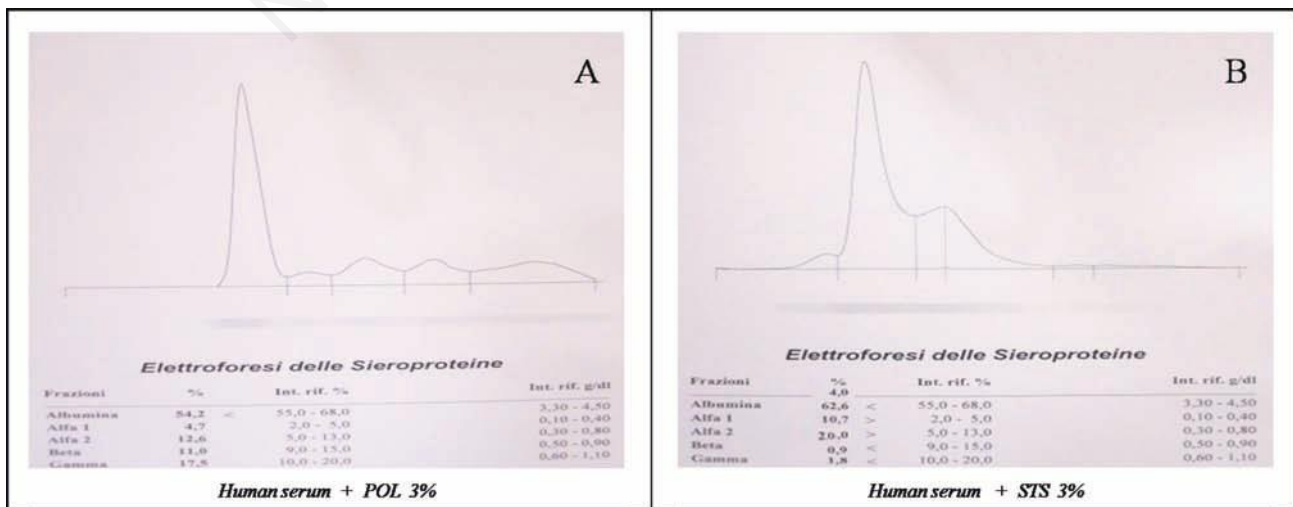 A
Elettroforesi delle Sieroproteine
Frazioni % Int. rif. % Int. rif. g/dl
Albumina 54,2 < 55,0 - 68,0 3,30 - 4,50
Alfa 1 4,7 2,0 - 5,0 0,10 - 0,40
Alfa 2 12,6 5,0 - 13,0 0,30 - 0,80
Beta 11,0 9,0 - 15,0 0,50 - 0,90
Gamma 17,5 10,0 - 20,0 0,60 - 1,10
Human serum + POL 3%
B
Elettroforesi delle Sieroproteine
Frazioni % Int. rif. % Int. rif. g/dl
4,0
Albumina 62,6 < 55,0 - 68,0 3,30 - 4,50
Alfa 1 10,7 > 2,0 - 5,0 0,10 - 0,40
Alfa 2 20,0 > 5,0 - 13,0 0,30 - 0,80
Beta 0,9 < 9,0 - 15,0 0,50 - 0,90
Gamma 1,8 < 10,0 - 20,0 0,60 - 1,10
Human serum + STS 3%